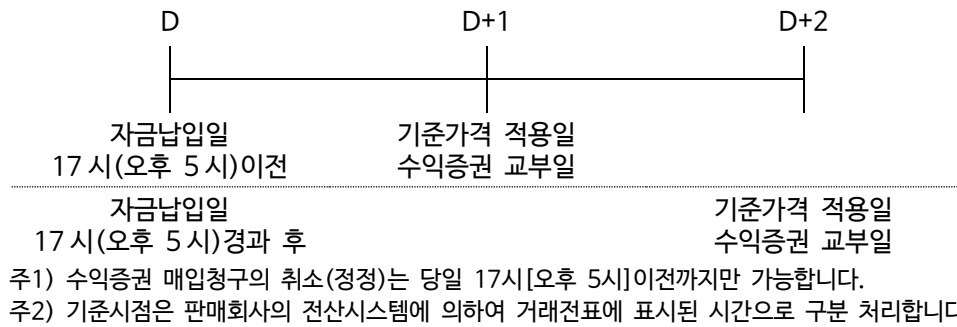 D D+1 D+2
자금납입일 기준가격 적용일
17 시(오후 5 시)이전 수익증권 교부일
자금납입일 기준가격 적용일
17 시(오후 5 시)경과 후 수익증권 교부일
주1) 수익증권 매입청구의 취소(정정)는 당일 17시[오후 5시]이전까지만 가능합니다.
주2) 기준시점은 판매회사의 전산시스템에 의하여 거래전표에 표시된 시간으로 구분 처리합니다